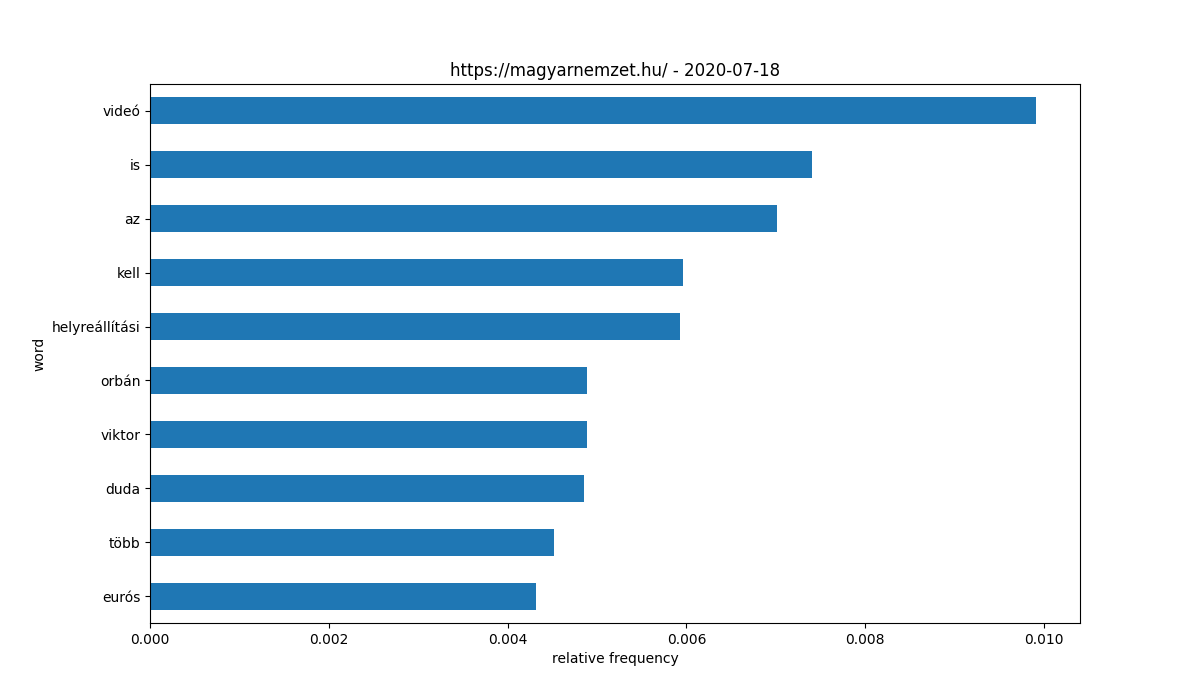 https://magyarnemzet.hu/ - 2020-07-18
videó
is
az
kell
helyreállítási
orbán
viktor
duda
több
eurós
word
0.000 0.002 0.004 0.006 0.008 0.010
relative frequency